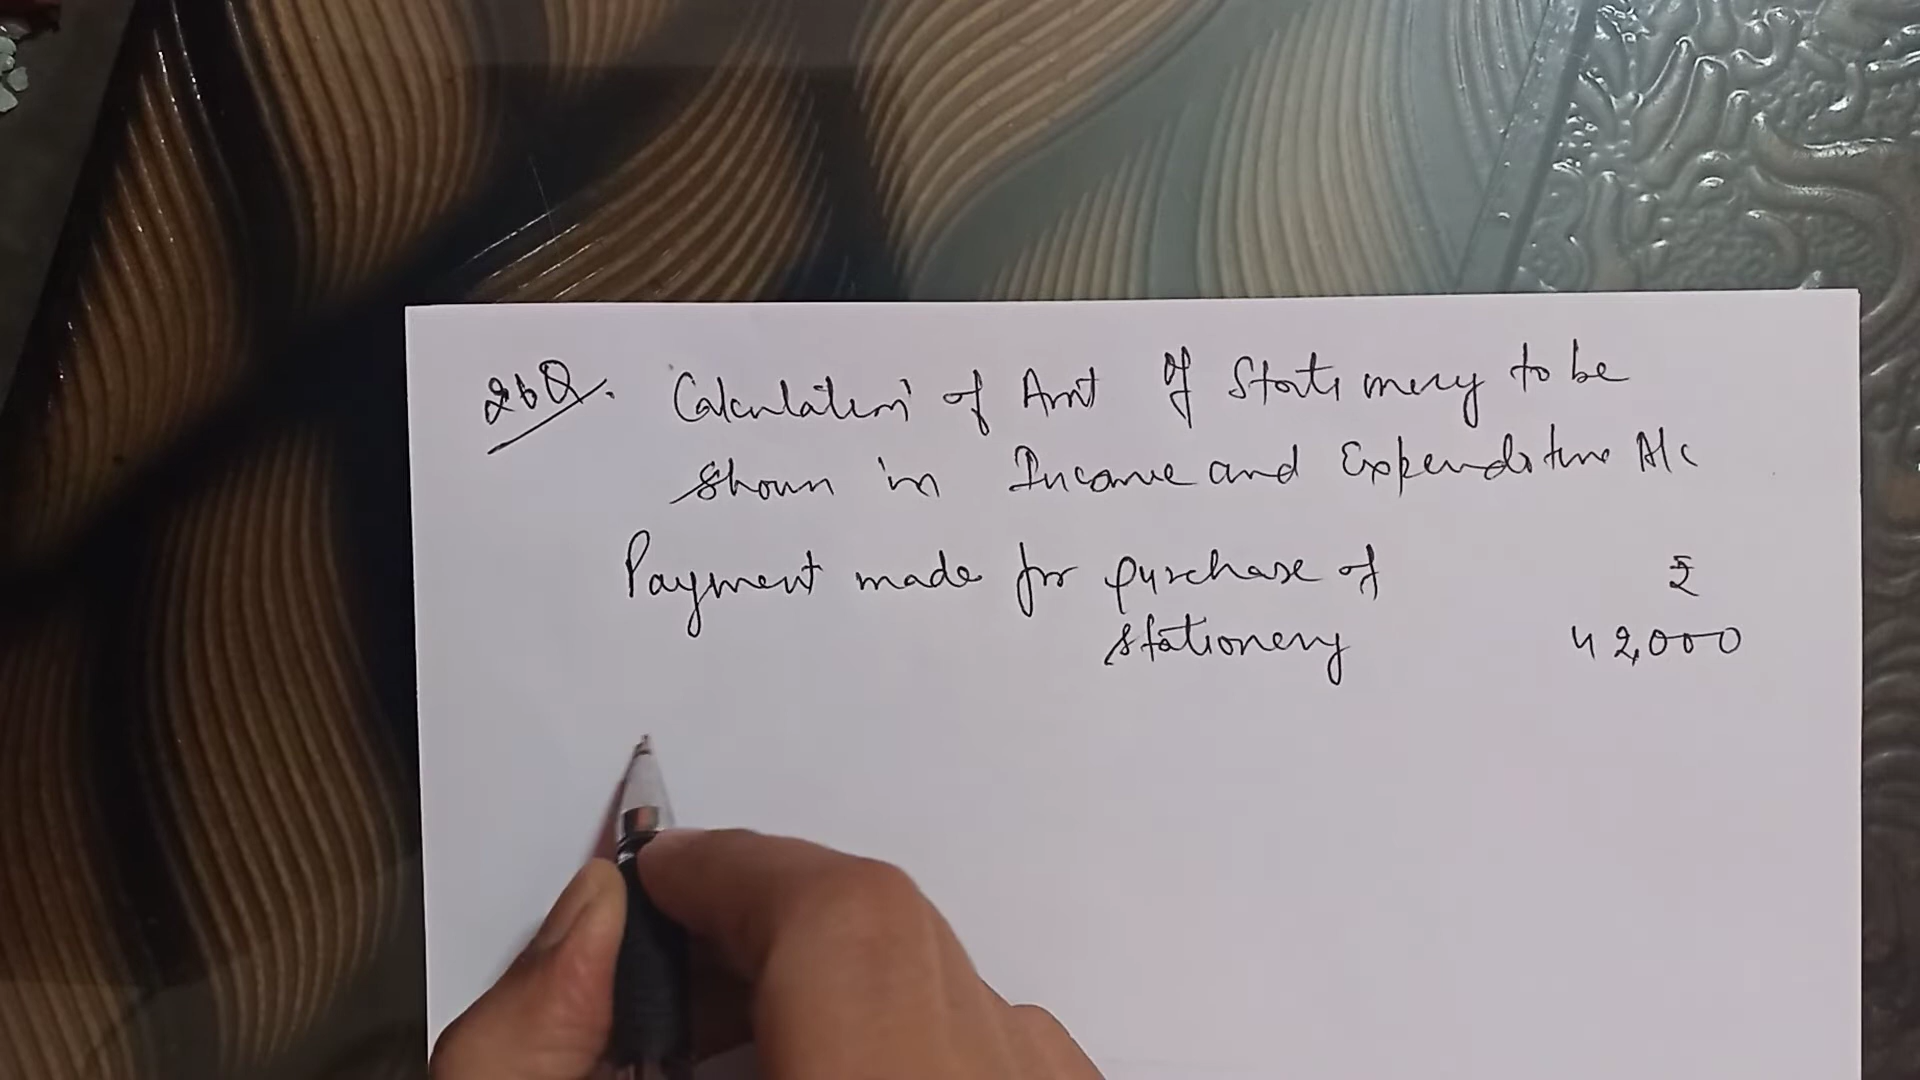 26Q. Calculation of Amt of Stationery to be
shown in Income and Expenditure A/c
Payment made for purchase of ₹
stationery 42,000